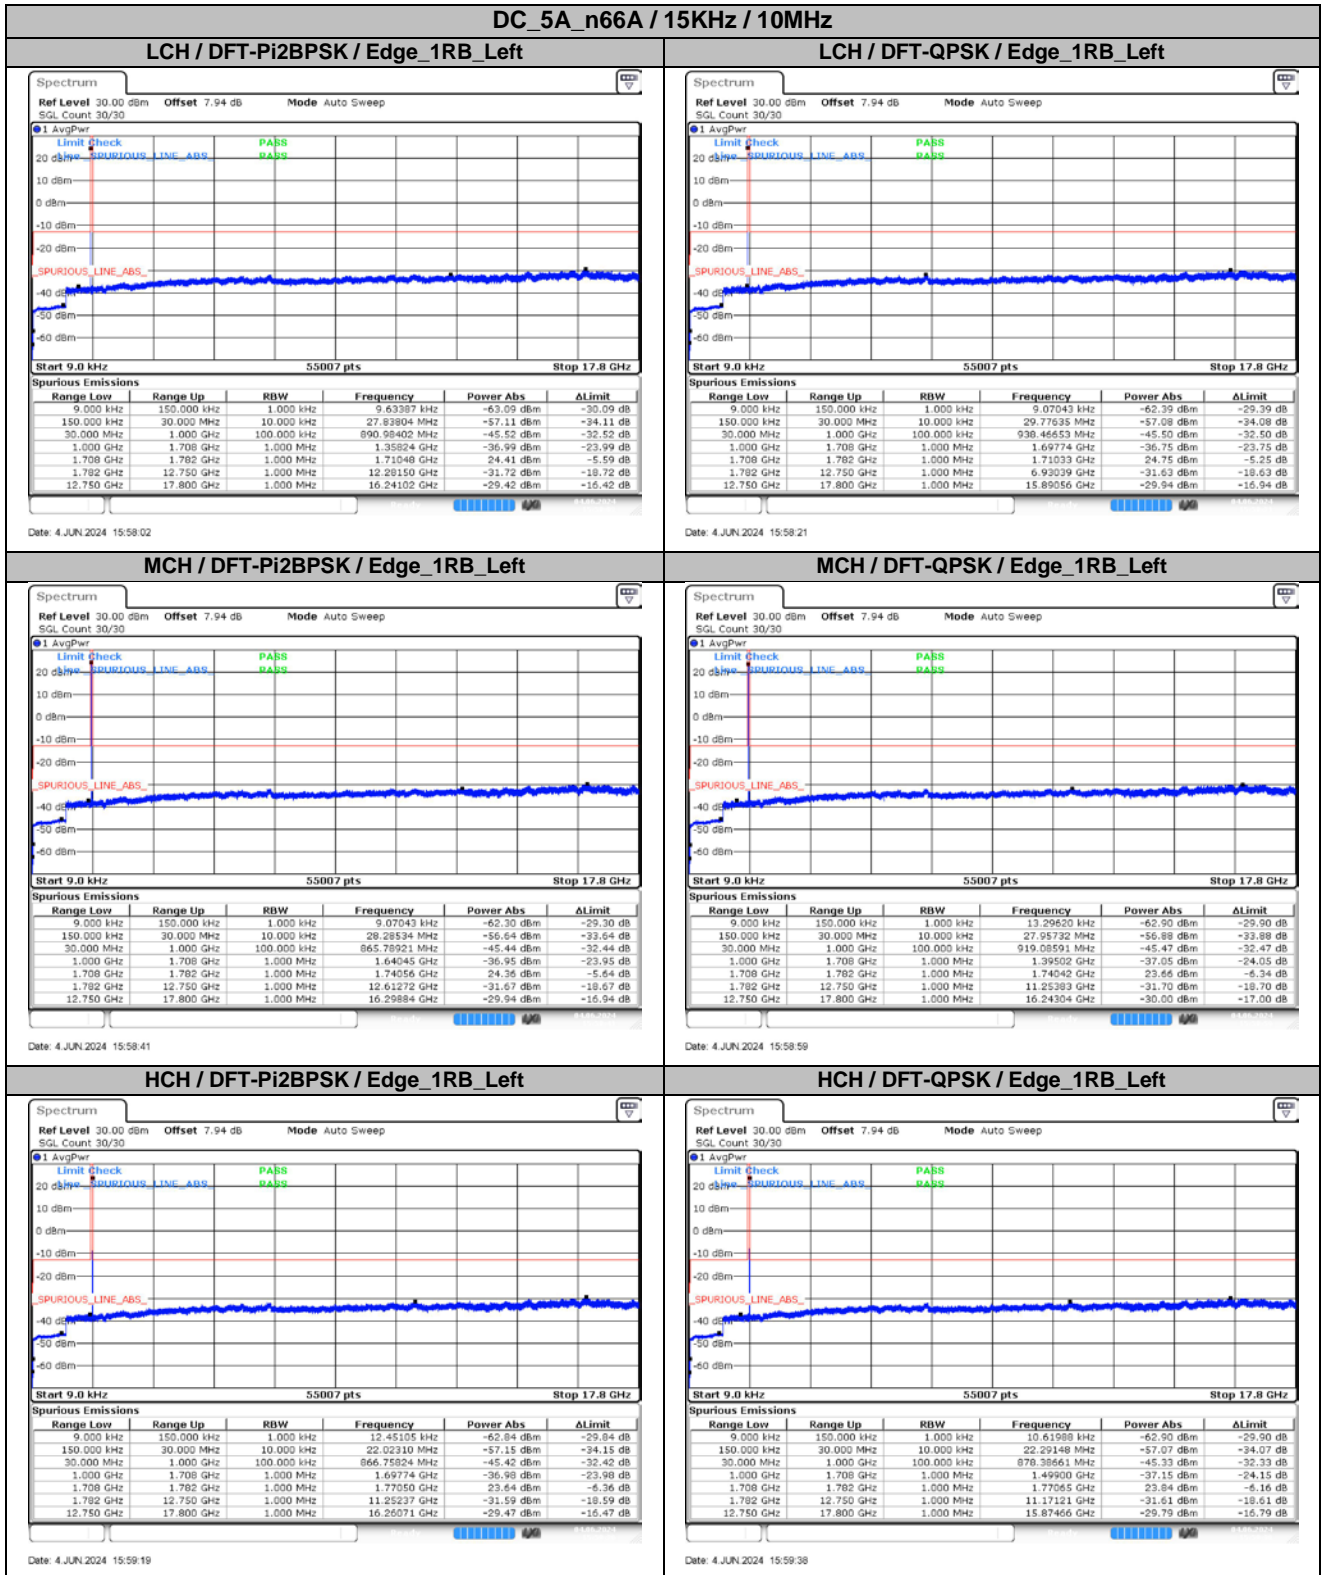 DC_5A_n66A / 15KHz / 10MHz
LCH / DFT-Pi2BPSK / Edge_1RB_Left
Spectrum
Ref Level 30.00 dBm Offset 7.94 dB Mode Auto Sweep
SGL Count 30/30
1 AvgPwr
Limit Check PASS
Line _SPURIOUS_LINE_ABS_ PASS
20 dBm
10 dBm
0 dBm
-10 dBm
-20 dBm
_SPURIOUS_LINE_ABS_
-40 dBm
-50 dBm
-60 dBm
Start 9.0 kHz 55007 pts Stop 17.8 GHz
Spurious Emissions
Range Low Range Up RBW Frequency Power Abs ΔLimit
9.000 kHz 150.000 kHz 1.000 kHz 9.63387 kHz -63.09 dBm -30.09 dB
150.000 kHz 30.000 MHz 10.000 kHz 27.83804 MHz -57.11 dBm -34.11 dB
30.000 MHz 1.000 GHz 100.000 kHz 890.98402 MHz -45.52 dBm -32.52 dB
1.000 GHz 1.708 GHz 1.000 MHz 1.35824 GHz -36.99 dBm -23.99 dB
1.708 GHz 1.782 GHz 1.000 MHz 1.71048 GHz 24.41 dBm -5.59 dB
1.782 GHz 12.750 GHz 1.000 MHz 12.28150 GHz -31.72 dBm -18.72 dB
12.750 GHz 17.800 GHz 1.000 MHz 16.24102 GHz -29.42 dBm -16.42 dB
Date: 4.JUN.2024 15:58:02
LCH / DFT-QPSK / Edge_1RB_Left
Spectrum
Ref Level 30.00 dBm Offset 7.94 dB Mode Auto Sweep
SGL Count 30/30
1 AvgPwr
Limit Check PASS
Line _SPURIOUS_LINE_ABS_ PASS
20 dBm
10 dBm
0 dBm
-10 dBm
-20 dBm
_SPURIOUS_LINE_ABS_
-40 dBm
-50 dBm
-60 dBm
Start 9.0 kHz 55007 pts Stop 17.8 GHz
Spurious Emissions
Range Low Range Up RBW Frequency Power Abs ΔLimit
9.000 kHz 150.000 kHz 1.000 kHz 9.07043 kHz -62.39 dBm -29.39 dB
150.000 kHz 30.000 MHz 10.000 kHz 29.77635 MHz -57.08 dBm -34.08 dB
30.000 MHz 1.000 GHz 100.000 kHz 938.46653 MHz -45.50 dBm -32.50 dB
1.000 GHz 1.708 GHz 1.000 MHz 1.69774 GHz -36.75 dBm -23.75 dB
1.708 GHz 1.782 GHz 1.000 MHz 1.71033 GHz 24.75 dBm -5.25 dB
1.782 GHz 12.750 GHz 1.000 MHz 6.93039 GHz -31.63 dBm -18.63 dB
12.750 GHz 17.800 GHz 1.000 MHz 15.89056 GHz -29.94 dBm -16.94 dB
Date: 4.JUN.2024 15:58:21
MCH / DFT-Pi2BPSK / Edge_1RB_Left
Spectrum
Ref Level 30.00 dBm Offset 7.94 dB Mode Auto Sweep
SGL Count 30/30
1 AvgPwr
Limit Check PASS
Line _SPURIOUS_LINE_ABS_ PASS
20 dBm
10 dBm
0 dBm
-10 dBm
-20 dBm
_SPURIOUS_LINE_ABS_
-40 dBm
-50 dBm
-60 dBm
Start 9.0 kHz 55007 pts Stop 17.8 GHz
Spurious Emissions
Range Low Range Up RBW Frequency Power Abs ΔLimit
9.000 kHz 150.000 kHz 1.000 kHz 9.07043 kHz -62.30 dBm -29.30 dB
150.000 kHz 30.000 MHz 10.000 kHz 28.28534 MHz -56.64 dBm -33.64 dB
30.000 MHz 1.000 GHz 100.000 kHz 865.78921 MHz -45.44 dBm -32.44 dB
1.000 GHz 1.708 GHz 1.000 MHz 1.64045 GHz -36.95 dBm -23.95 dB
1.708 GHz 1.782 GHz 1.000 MHz 1.74056 GHz 24.36 dBm -5.64 dB
1.782 GHz 12.750 GHz 1.000 MHz 12.61272 GHz -31.67 dBm -18.67 dB
12.750 GHz 17.800 GHz 1.000 MHz 16.29884 GHz -29.94 dBm -16.94 dB
Date: 4.JUN.2024 15:58:41
MCH / DFT-QPSK / Edge_1RB_Left
Spectrum
Ref Level 30.00 dBm Offset 7.94 dB Mode Auto Sweep
SGL Count 30/30
1 AvgPwr
Limit Check PASS
Line _SPURIOUS_LINE_ABS_ PASS
20 dBm
10 dBm
0 dBm
-10 dBm
-20 dBm
_SPURIOUS_LINE_ABS_
-40 dBm
-50 dBm
-60 dBm
Start 9.0 kHz 55007 pts Stop 17.8 GHz
Spurious Emissions
Range Low Range Up RBW Frequency Power Abs ΔLimit
9.000 kHz 150.000 kHz 1.000 kHz 13.29620 kHz -62.90 dBm -29.90 dB
150.000 kHz 30.000 MHz 10.000 kHz 27.95732 MHz -56.88 dBm -33.88 dB
30.000 MHz 1.000 GHz 100.000 kHz 919.08591 MHz -45.47 dBm -32.47 dB
1.000 GHz 1.708 GHz 1.000 MHz 1.39502 GHz -37.05 dBm -24.05 dB
1.708 GHz 1.782 GHz 1.000 MHz 1.74042 GHz 23.66 dBm -6.34 dB
1.782 GHz 12.750 GHz 1.000 MHz 11.25383 GHz -31.70 dBm -18.70 dB
12.750 GHz 17.800 GHz 1.000 MHz 16.24304 GHz -30.00 dBm -17.00 dB
Date: 4.JUN.2024 15:58:59
HCH / DFT-Pi2BPSK / Edge_1RB_Left
Spectrum
Ref Level 30.00 dBm Offset 7.94 dB Mode Auto Sweep
SGL Count 30/30
1 AvgPwr
Limit Check PASS
Line _SPURIOUS_LINE_ABS_ PASS
20 dBm
10 dBm
0 dBm
-10 dBm
-20 dBm
_SPURIOUS_LINE_ABS_
-40 dBm
-50 dBm
-60 dBm
Start 9.0 kHz 55007 pts Stop 17.8 GHz
Spurious Emissions
Range Low Range Up RBW Frequency Power Abs ΔLimit
9.000 kHz 150.000 kHz 1.000 kHz 12.45105 kHz -62.84 dBm -29.84 dB
150.000 kHz 30.000 MHz 10.000 kHz 22.02310 MHz -57.15 dBm -34.15 dB
30.000 MHz 1.000 GHz 100.000 kHz 866.75824 MHz -45.42 dBm -32.42 dB
1.000 GHz 1.708 GHz 1.000 MHz 1.69774 GHz -36.98 dBm -23.98 dB
1.708 GHz 1.782 GHz 1.000 MHz 1.77050 GHz 23.64 dBm -6.36 dB
1.782 GHz 12.750 GHz 1.000 MHz 11.25237 GHz -31.59 dBm -18.59 dB
12.750 GHz 17.800 GHz 1.000 MHz 16.26071 GHz -29.47 dBm -16.47 dB
Date: 4.JUN.2024 15:59:19
HCH / DFT-QPSK / Edge_1RB_Left
Spectrum
Ref Level 30.00 dBm Offset 7.94 dB Mode Auto Sweep
SGL Count 30/30
1 AvgPwr
Limit Check PASS
Line _SPURIOUS_LINE_ABS_ PASS
20 dBm
10 dBm
0 dBm
-10 dBm
-20 dBm
_SPURIOUS_LINE_ABS_
-40 dBm
-50 dBm
-60 dBm
Start 9.0 kHz 55007 pts Stop 17.8 GHz
Spurious Emissions
Range Low Range Up RBW Frequency Power Abs ΔLimit
9.000 kHz 150.000 kHz 1.000 kHz 10.61988 kHz -62.90 dBm -29.90 dB
150.000 kHz 30.000 MHz 10.000 kHz 22.29148 MHz -57.07 dBm -34.07 dB
30.000 MHz 1.000 GHz 100.000 kHz 878.38661 MHz -45.33 dBm -32.33 dB
1.000 GHz 1.708 GHz 1.000 MHz 1.49900 GHz -37.15 dBm -24.15 dB
1.708 GHz 1.782 GHz 1.000 MHz 1.77065 GHz 23.84 dBm -6.16 dB
1.782 GHz 12.750 GHz 1.000 MHz 11.17121 GHz -31.61 dBm -18.61 dB
12.750 GHz 17.800 GHz 1.000 MHz 15.87466 GHz -29.79 dBm -16.79 dB
Date: 4.JUN.2024 15:59:38